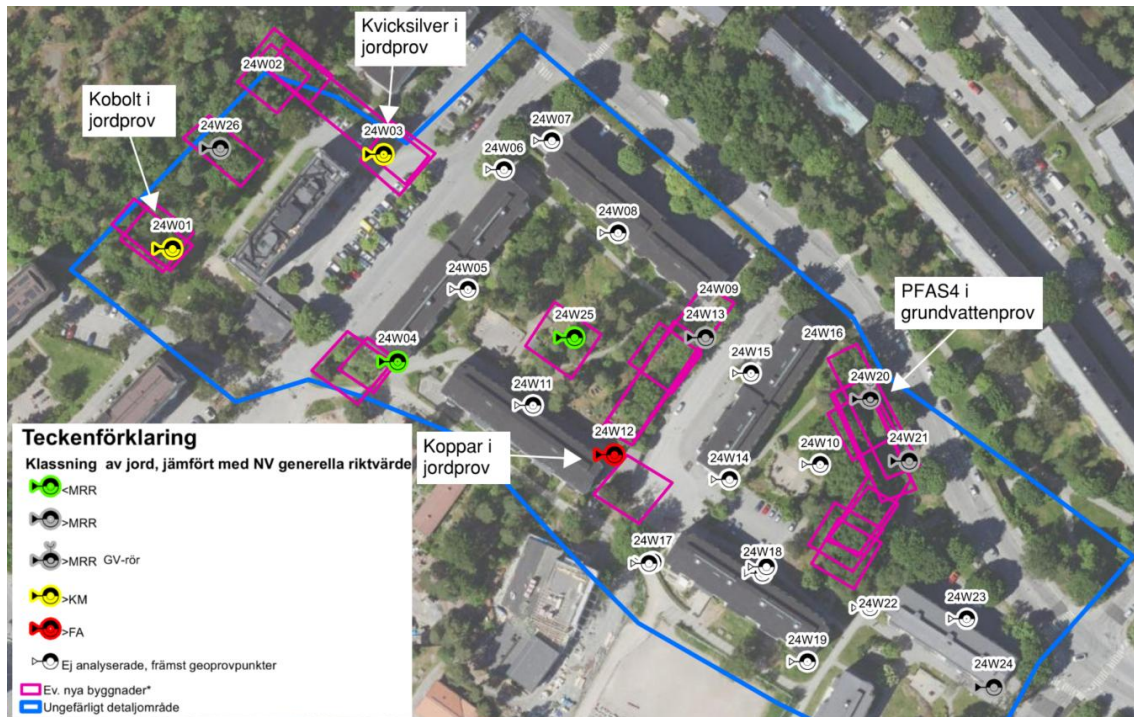 Kvicksilver i
jordprov
24W02
Kobolt i
jordprov
24W07
24W03
24W26
24W06
24W08
24W01
24W05
24W09
PFAS4 i
grundvattenprov
24W25
24W13
24W16
24W04
24W15
24W20
24W11
24W12
24W10
24W21
Koppar i
jordprov
24W14
24W17
24W18
24W22
24W23
24W19
24W24
Teckenförklaring
Klassning av jord, jämfört med NV generella riktvärde
<MRR
>MRR
>MRR GV-rör
>KM
>FA
Ej analyserade, främst geoprovpunkter
Ev. nya byggnader*
Ungefärligt detaljområde